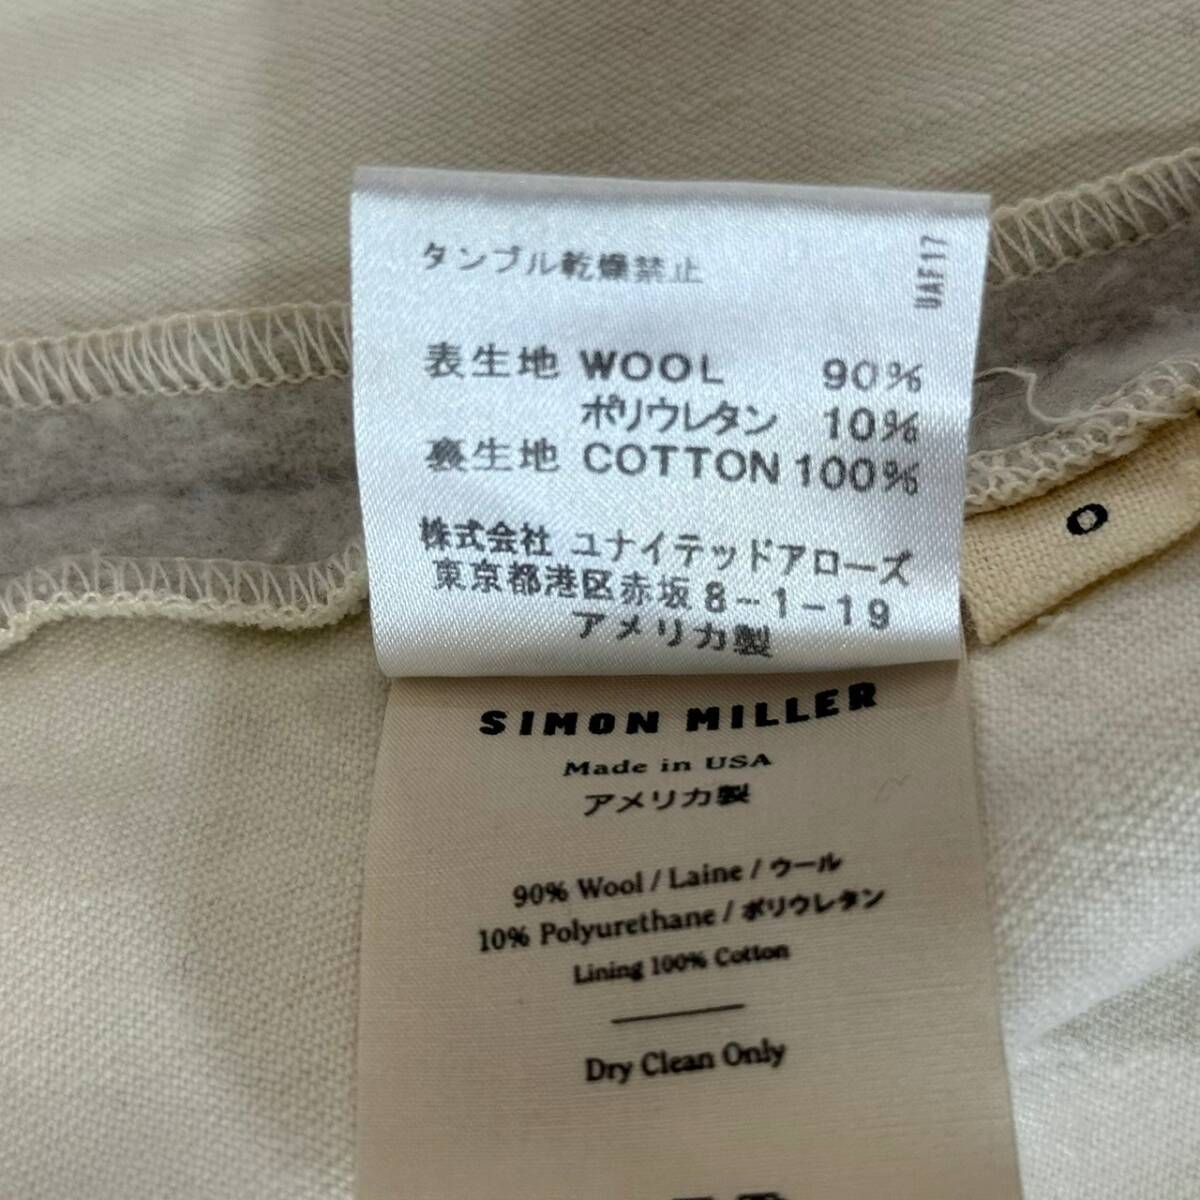 タンブル乾燥禁止
UAF17
表生地 WOOL 90%
ポリウレタン 10%
裏生地 COTTON 100%
株式会社 ユナイテッドアローズ
東京都港区赤坂8-1-19
アメリカ製
0
SIMON MILLER
Made in USA
アメリカ製
90% Wool / Laine / ウール
10% Polyurethane / ポリウレタン
Lining 100% Cotton
Dry Clean Only